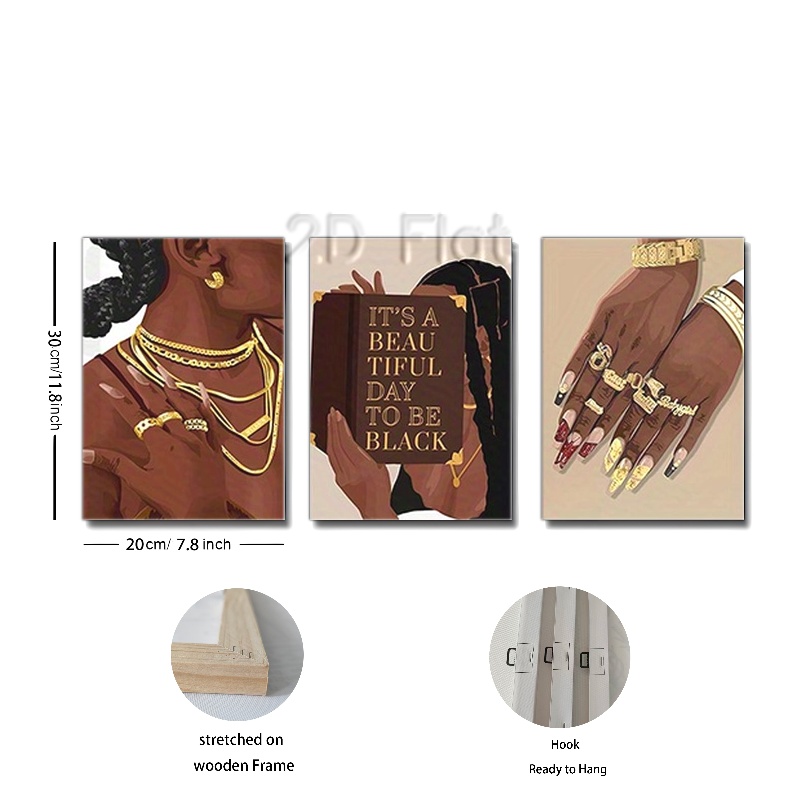 2D Flat
IT'S A
BEAU
TIFUL
DAY
TO BE
BLACK
Babygirl
30cm/11.8inch
20cm/ 7.8 inch
stretched on
wooden Frame
Hook
Ready to Hang